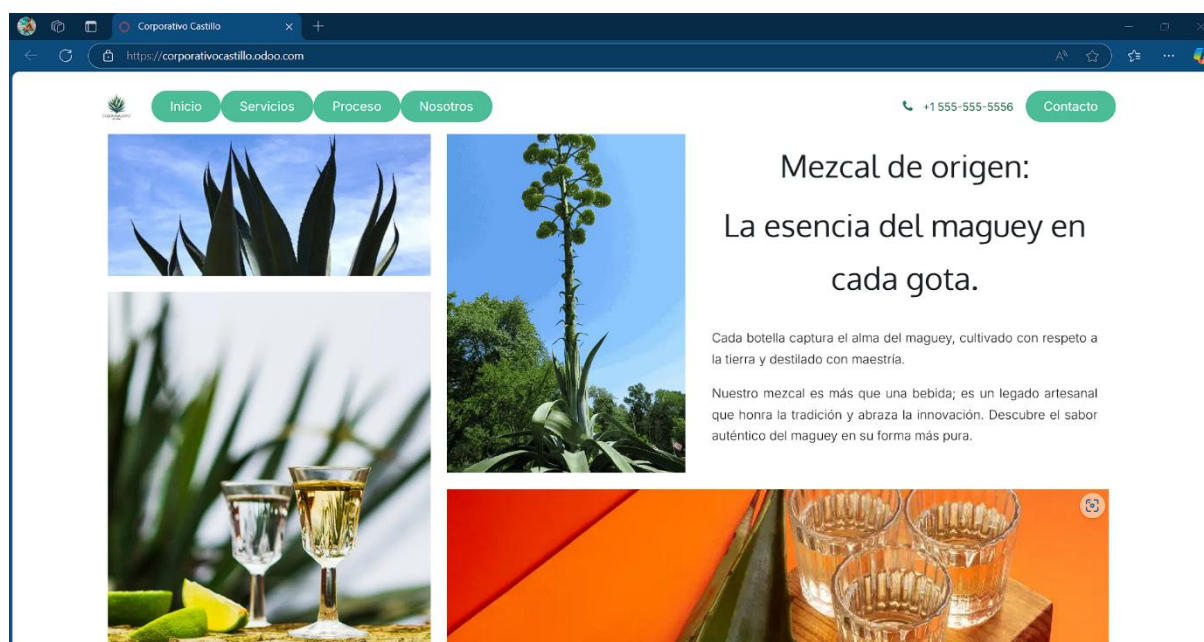 Corporativo Castillo
https://corporativocastillo.odoo.com
Inicio Servicios Proceso Nosotros +1 555-555-5556 Contacto
Mezcal de origen:
La esencia del maguey en
cada gota.
Cada botella captura el alma del maguey, cultivado con respeto a
la tierra y destilado con maestría.
Nuestro mezcal es más que una bebida; es un legado artesanal
que honra la tradición y abraza la innovación. Descubre el sabor
auténtico del maguey en su forma más pura.